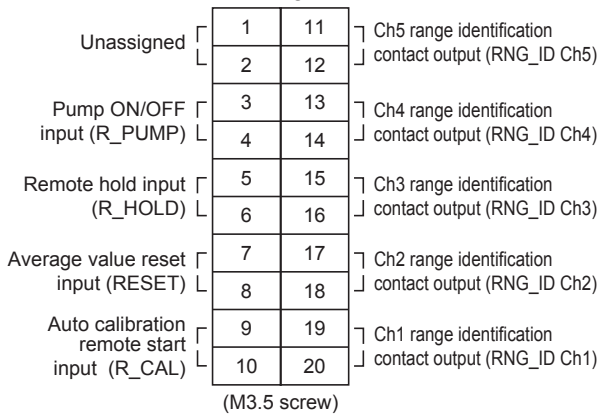 Unassigned
1 11
2 12
Ch5 range identification
contact output (RNG_ID Ch5)
Pump ON/OFF
input (R_PUMP)
3 13
4 14
Ch4 range identification
contact output (RNG_ID Ch4)
Remote hold input
(R_HOLD)
5 15
6 16
Ch3 range identification
contact output (RNG_ID Ch3)
Average value reset
input (RESET)
7 17
8 18
Ch2 range identification
contact output (RNG_ID Ch2)
Auto calibration
remote start
input (R_CAL)
9 19
10 20
Ch1 range identification
contact output (RNG_ID Ch1)
(M3.5 screw)